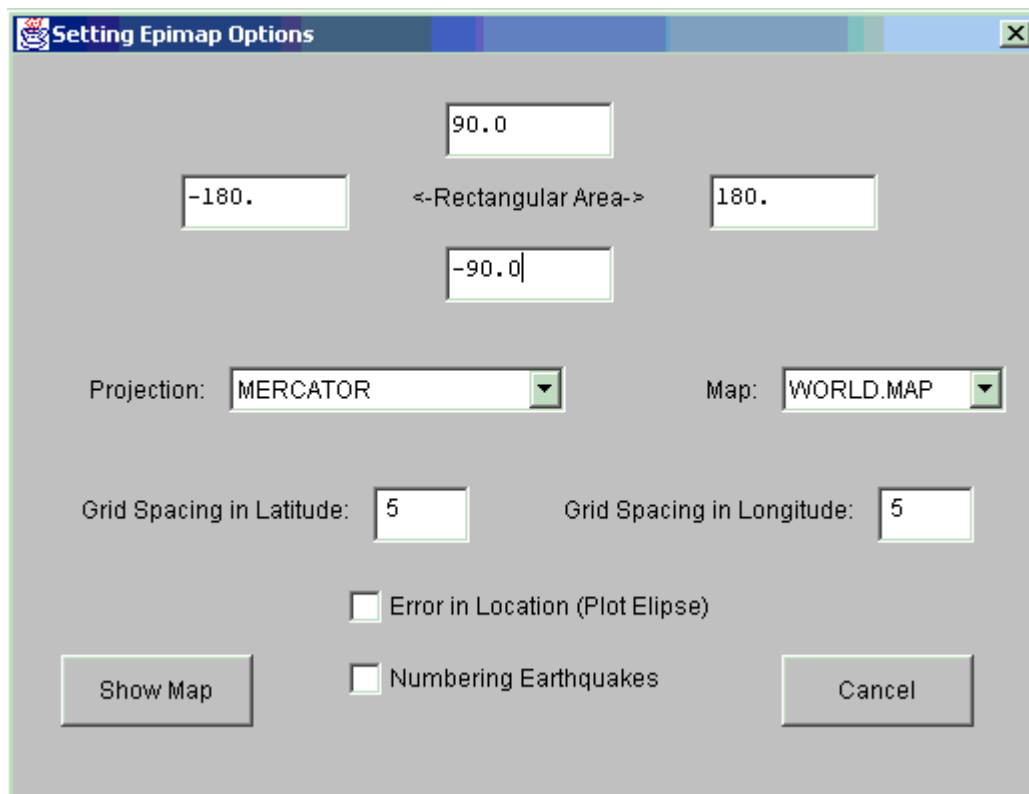 Setting Epimap Options
90.0
-180. <-Rectangular Area-> 180.
-90.0
Projection: MERCATOR Map: WORLD.MAP
Grid Spacing in Latitude: 5 Grid Spacing in Longitude: 5
Error in Location (Plot Elipse)
Numbering Earthquakes
Show Map Cancel